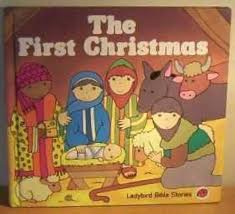 The
First Christmas
Ladybird Bible Stories